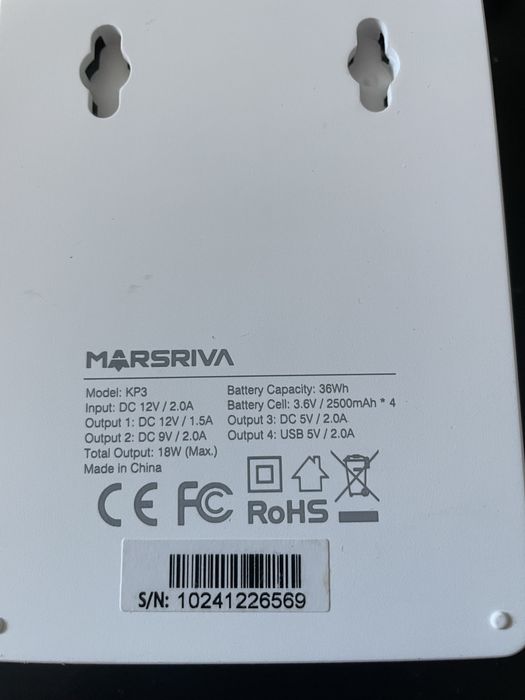 MARSRIVA
Model: KP3
Input: DC 12V / 2.0A
Output 1: DC 12V / 1.5A
Output 2: DC 9V / 2.0A
Total Output: 18W (Max.)
Made in China
Battery Capacity: 36Wh
Battery Cell: 3.6V / 2500mAh * 4
Output 3: DC 5V / 2.0A
Output 4: USB 5V / 2.0A
CE FC RoHS
S/N: 10241226569